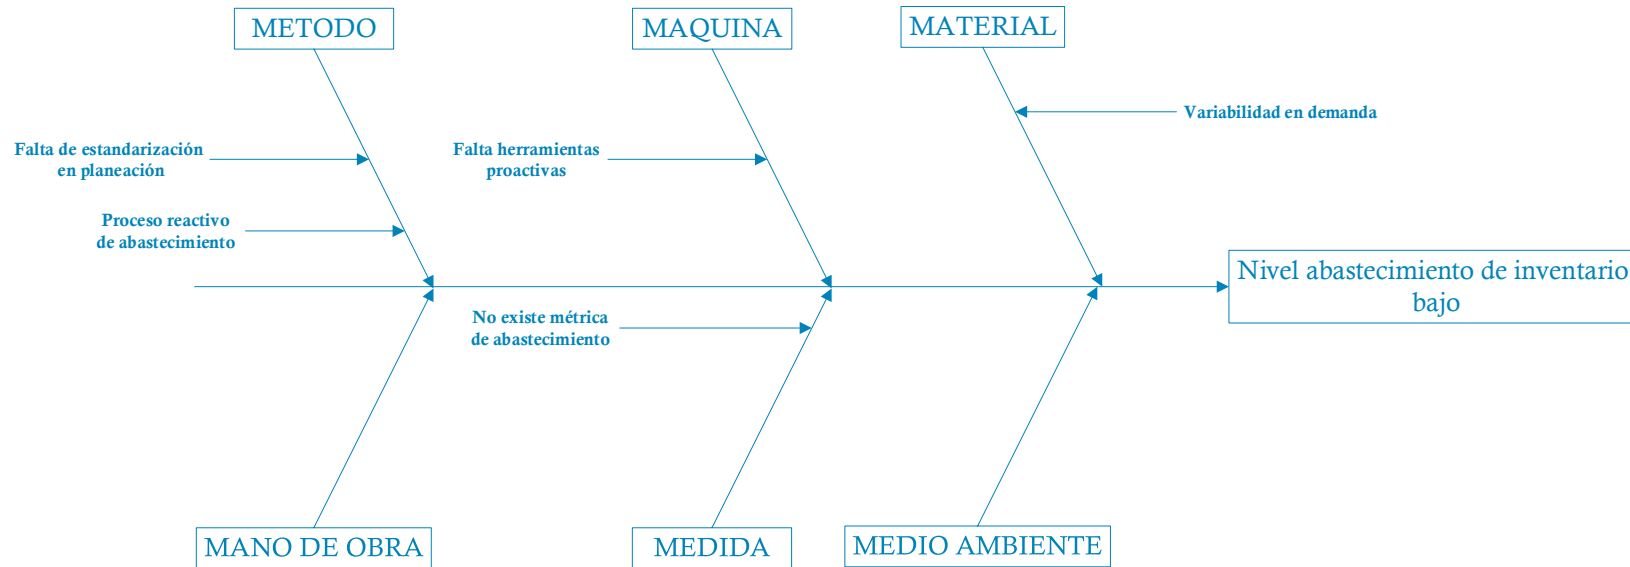 METODO
MAQUINA
MATERIAL
Variabilidad en demanda
Falta de estandarización
en planeación
Falta herramientas
proactivas
Proceso reactivo
de abastecimiento
Nivel abastecimiento de inventario
bajo
No existe métrica
de abastecimiento
MANO DE OBRA
MEDIDA
MEDIO AMBIENTE